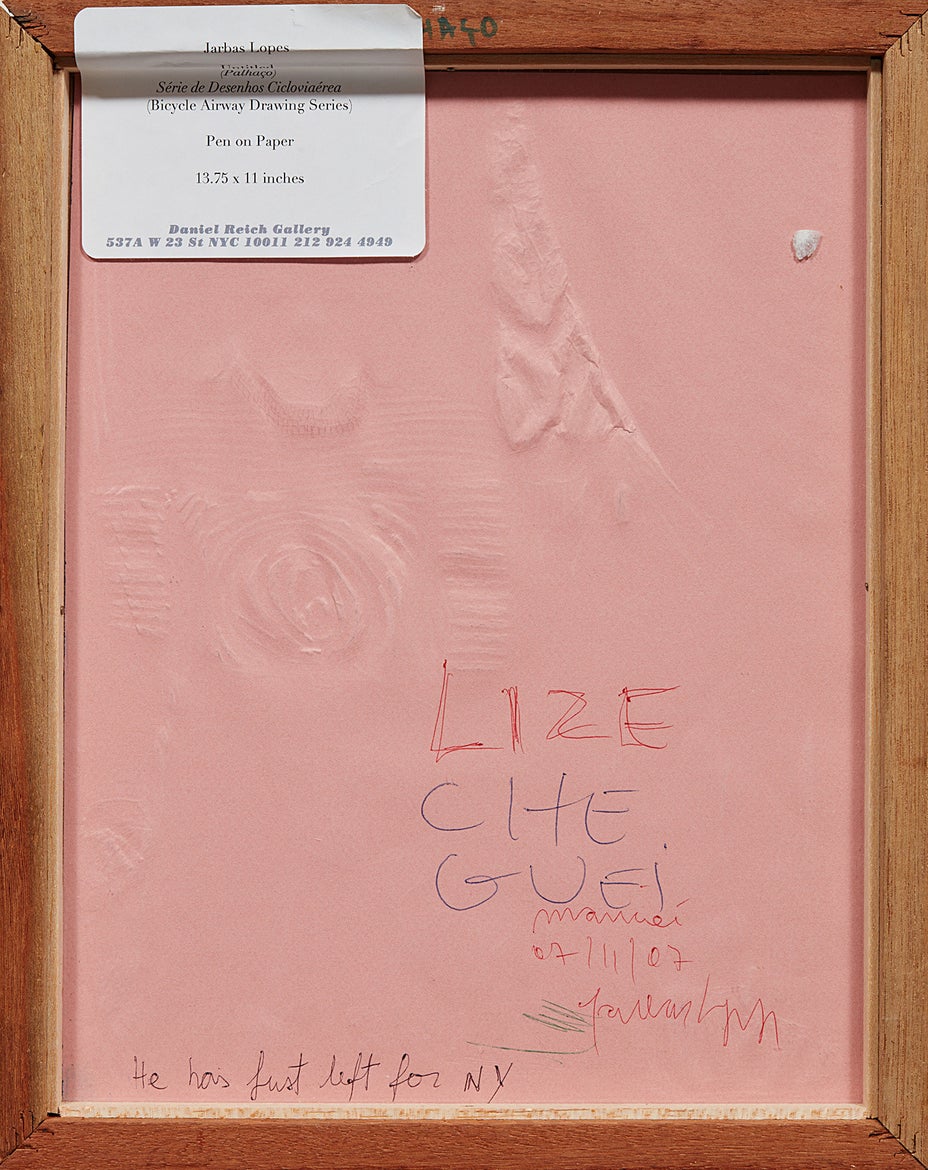 HAÇO
Jarbas Lopes
Untitled
(Palhaço)
Série de Desenhos Cicloviaérea
(Bicycle Airway Drawing Series)
Pen on Paper
13.75 x 11 inches
Daniel Reich Gallery
537A W 23 St NYC 10011 212 924 4949
LIZE
CHE
GUEi
07/11/07
He has just left for NY